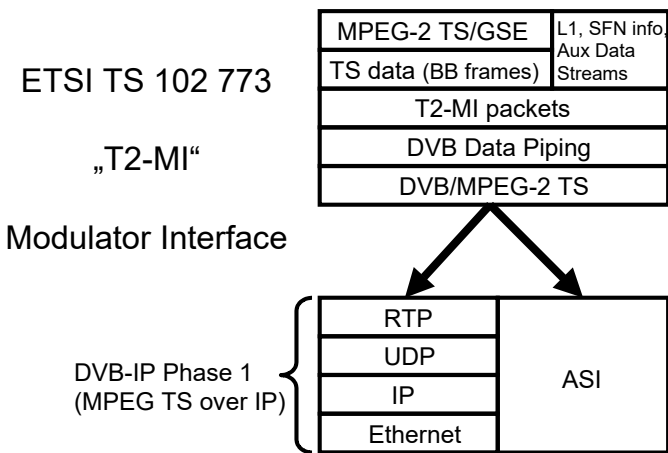 ETSI TS 102 773
„T2-MI“
Modulator Interface
MPEG-2 TS/GSE
TS data (BB frames)
L1, SFN info,
Aux Data
Streams
T2-MI packets
DVB Data Piping
DVB/MPEG-2 TS
DVB-IP Phase 1
(MPEG TS over IP)
RTP
UDP
IP
Ethernet
ASI